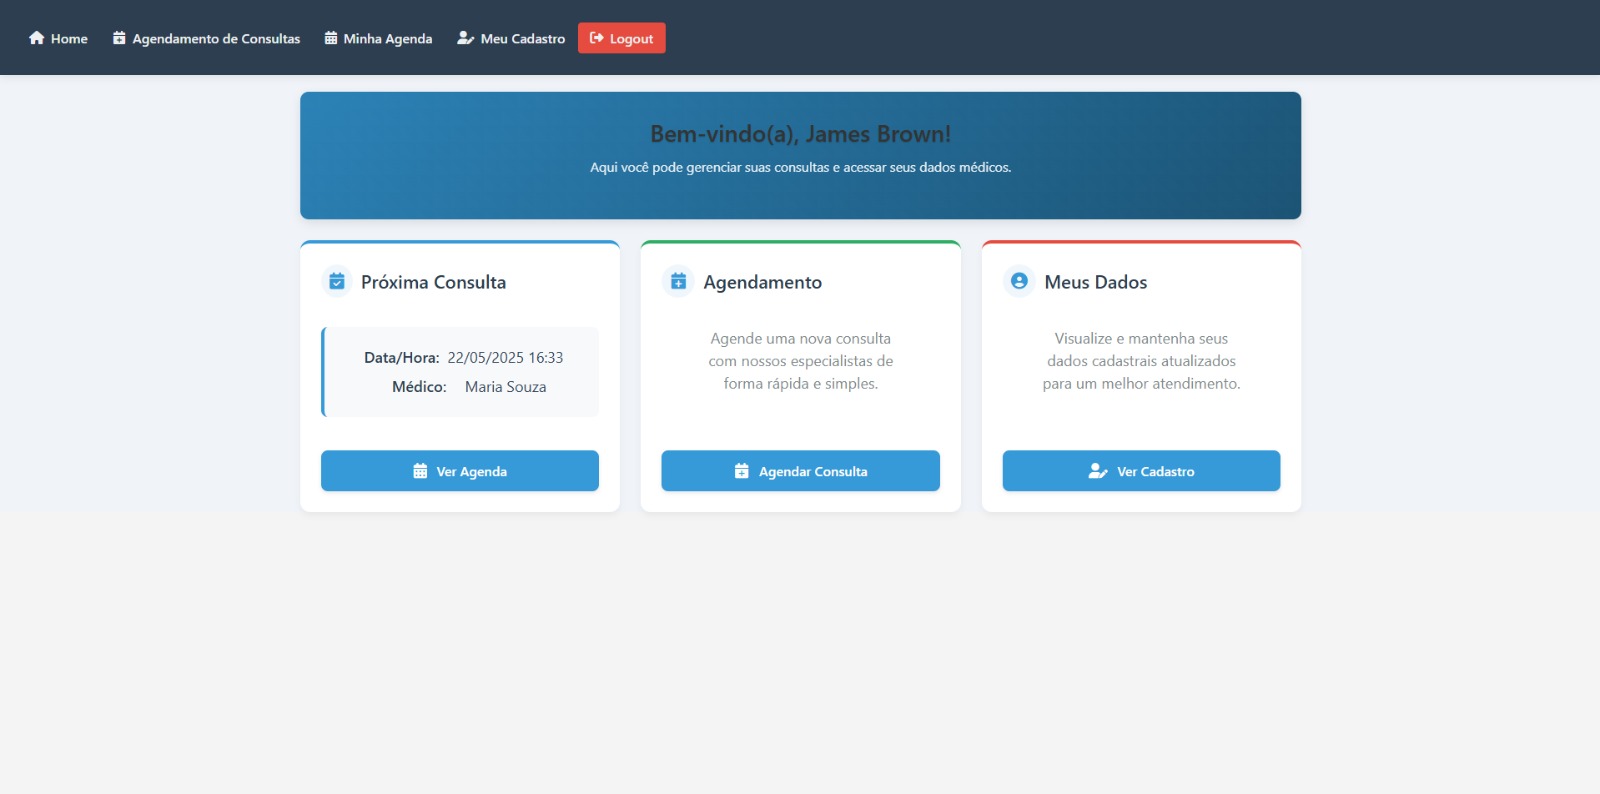 Home Agendamento de Consultas Minha Agenda Meu Cadastro Logout
Bem-vindo(a), James Brown!
Aqui você pode gerenciar suas consultas e acessar seus dados médicos.
Próxima Consulta
Data/Hora: 22/05/2025 16:33
Médico: Maria Souza
Ver Agenda
Agendamento
Agende uma nova consulta
com nossos especialistas de
forma rápida e simples.
Agendar Consulta
Meus Dados
Visualize e mantenha seus
dados cadastrais atualizados
para um melhor atendimento.
Ver Cadastro